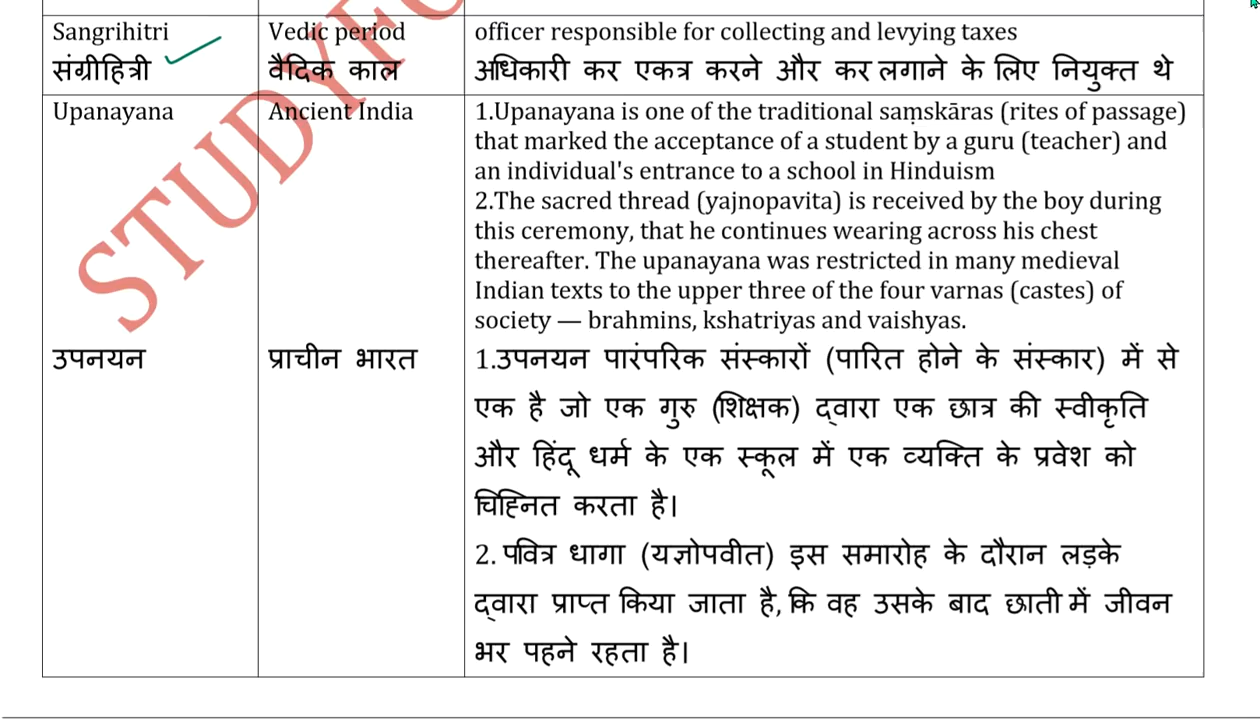 Sangrihitri
संग्रीहित्री
Vedic period
वैदिक काल
officer responsible for collecting and levying taxes
अधिकारी कर एकत्र करने और कर लगाने के लिए नियुक्त थे
Upanayana
Ancient India
1.Upanayana is one of the traditional saṃskāras (rites of passage)
that marked the acceptance of a student by a guru (teacher) and
an individual's entrance to a school in Hinduism
2.The sacred thread (yajnopavita) is received by the boy during
this ceremony, that he continues wearing across his chest
thereafter. The upanayana was restricted in many medieval
Indian texts to the upper three of the four varnas (castes) of
society — brahmins, kshatriyas and vaishyas.
उपनयन
प्राचीन भारत
1.उपनयन पारंपरिक संस्कारों (पारित होने के संस्कार) में से
एक है जो एक गुरु (शिक्षक) द्वारा एक छात्र की स्वीकृति
और हिंदू धर्म के एक स्कूल में एक व्यक्ति के प्रवेश को
चिह्नित करता है।
2. पवित्र धागा (यज्ञोपवीत) इस समारोह के दौरान लड़के
द्वारा प्राप्त किया जाता है, कि वह उसके बाद छाती में जीवन
भर पहने रहता है।
STUDYFO